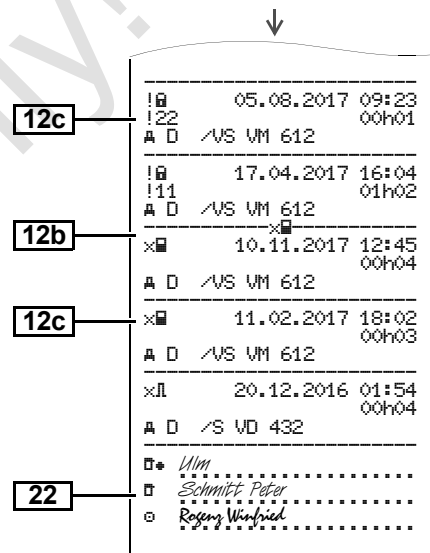 !22 05.08.2017 09:23
12c
00h01
A D /VS VM 612
! 17.04.2017 16:04
!11 01h02
A D /VS VM 612
12b
x 10.11.2017 12:45
00h04
A D /VS VM 612
12c
x 11.02.2017 18:02
00h03
A D /VS VM 612
x 20.12.2016 01:54
00h04
A D /S VD 432
Ulm
22
Schmitt Peter
Rogenz Winfried
ly!